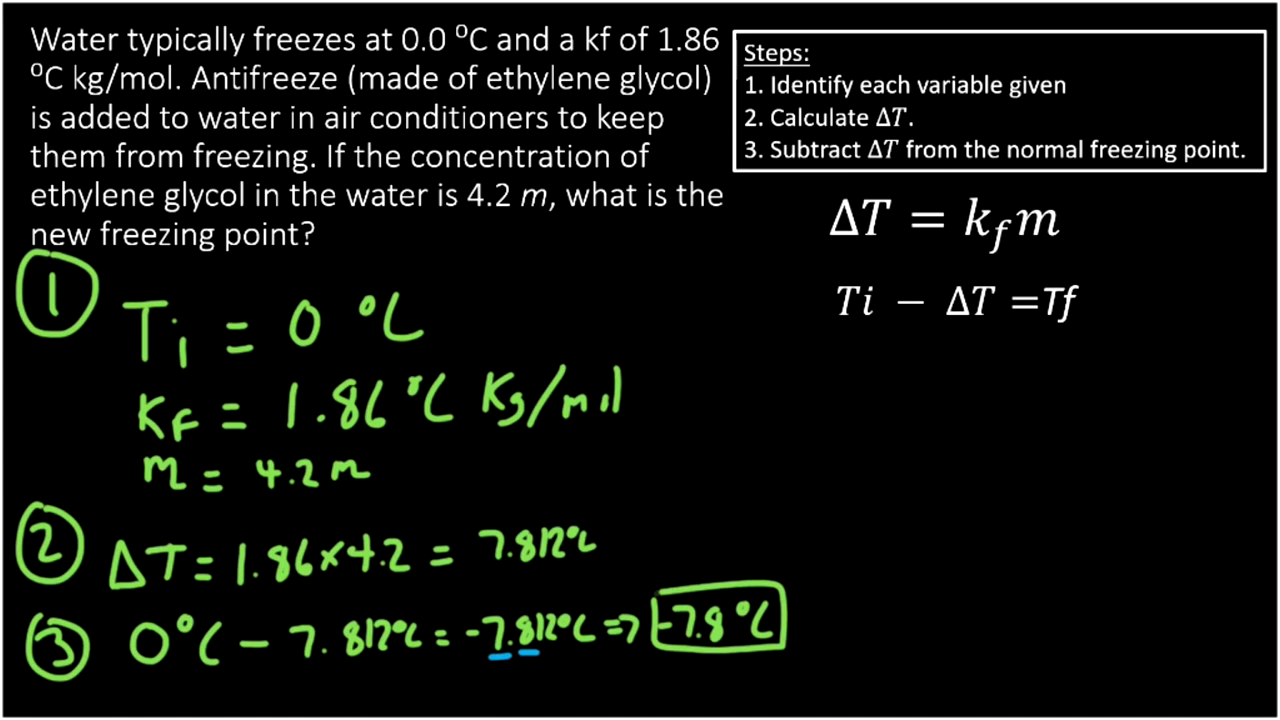 Water typically freezes at 0.0 ⁰C and a kf of 1.86
⁰C kg/mol. Antifreeze (made of ethylene glycol)
is added to water in air conditioners to keep
them from freezing. If the concentration of
ethylene glycol in the water is 4.2 m, what is the
new freezing point?
Steps:
1. Identify each variable given
2. Calculate ΔT.
3. Subtract ΔT from the normal freezing point.
ΔT = k_f m
Ti − ΔT =Tf
1
Ti = 0 °C
KF = 1.86 °C Kg/mol
m = 4.2 m
2
ΔT = 1.86 x 4.2 = 7.812°C
3
0°C − 7.812°C = -7.812°C => -7.8°C